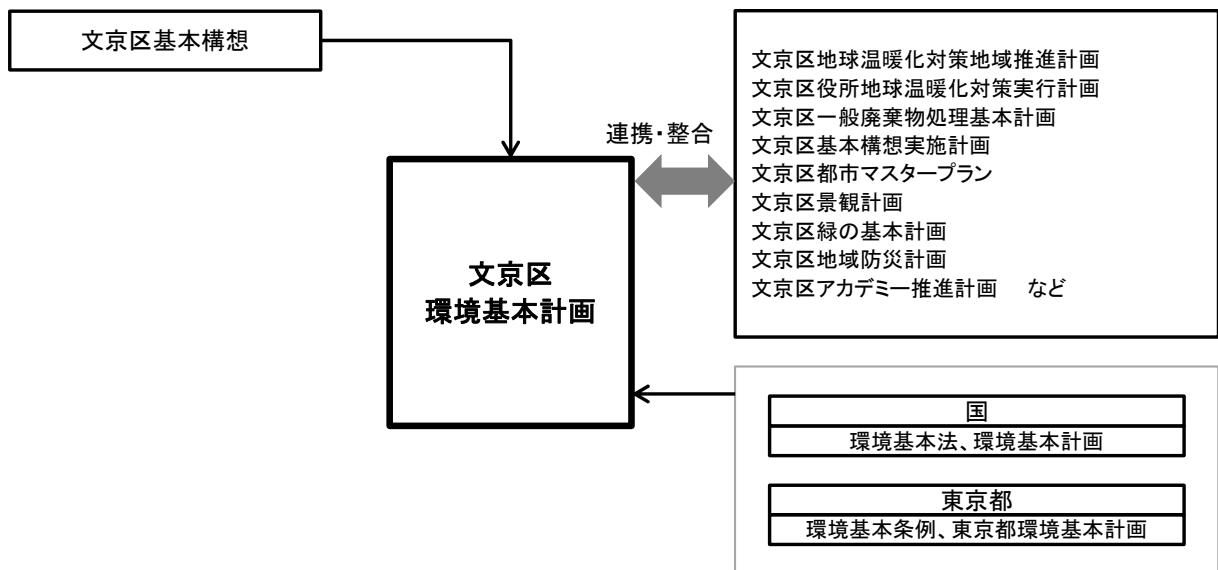 文京区基本構想
文京区地球温暖化対策地域推進計画
文京区役所地球温暖化対策実行計画
文京区一般廃棄物処理基本計画
文京区基本構想実施計画
文京区都市マスタープラン
文京区景観計画
文京区緑の基本計画
文京区地域防災計画
文京区アカデミー推進計画　など
連携・整合
文京区
環境基本計画
国
環境基本法、環境基本計画
東京都
環境基本条例、東京都環境基本計画